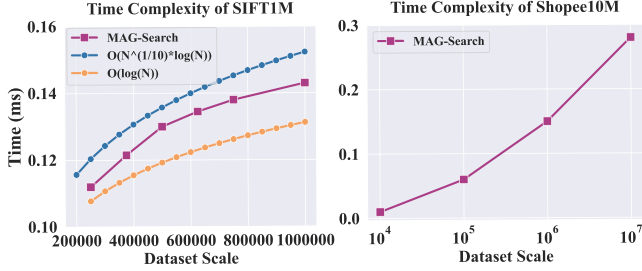 Time Complexity of SIFT1M
0.16
0.14
0.12
0.10
Time (ms)
MAG-Search
O(N^(1/10)*log(N))
O(log(N))
200000 400000 6000000 8000000 1000000
Dataset Scale
Time Complexity of Shopee10M
0.3
0.2
0.1
0.0
MAG-Search
10^4 10^5 10^6 10^7
Dataset Scale